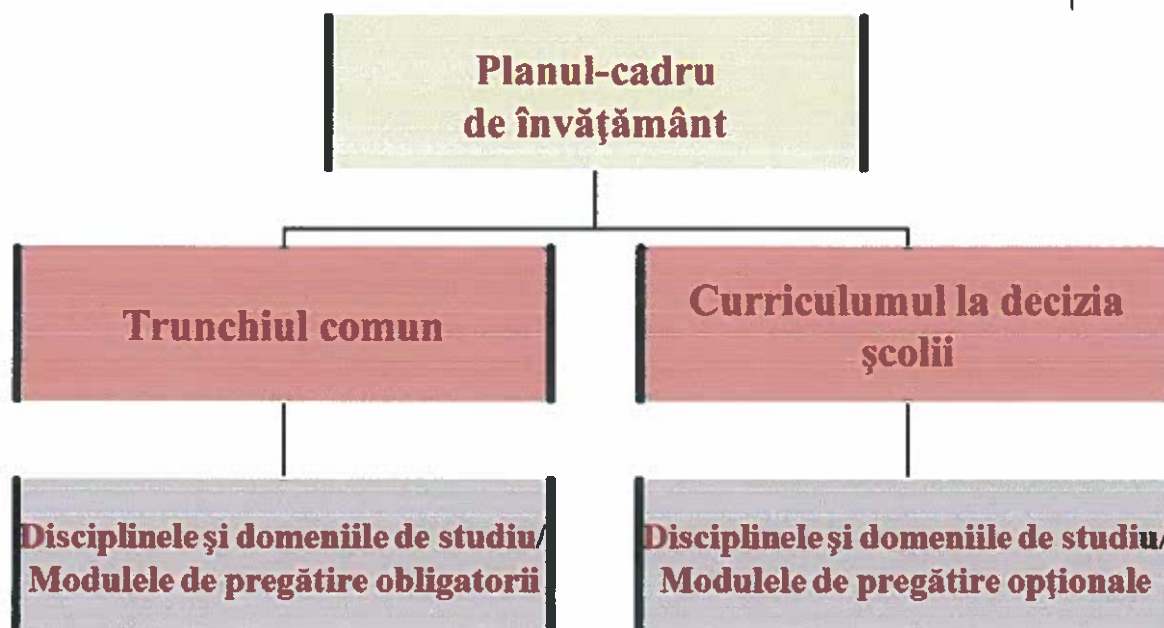 Planul-cadru
de învăţământ
Trunchiul comun
Curriculumul la decizia
şcolii
Disciplinele şi domeniile de studiu/
Modulele de pregătire obligatorii
Disciplinele şi domeniile de studiu/
Modulele de pregătire opţionale